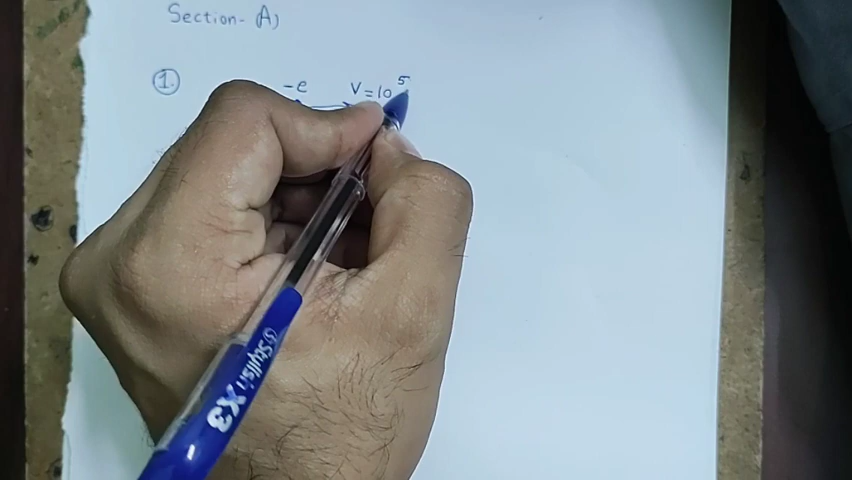 Section- (A)
① -e V=10⁵
Stylish X3